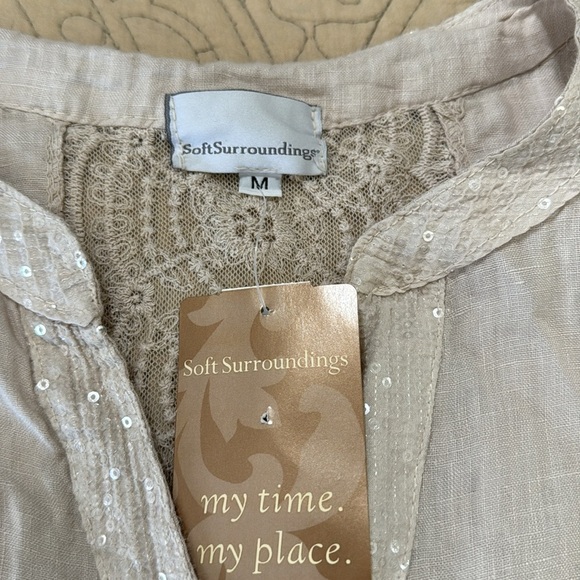 SoftSurroundings
M
Soft Surroundings
my time.
my place.